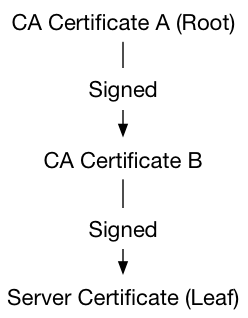 CA Certificate A (Root)
Signed
CA Certificate B
Signed
Server Certificate (Leaf)